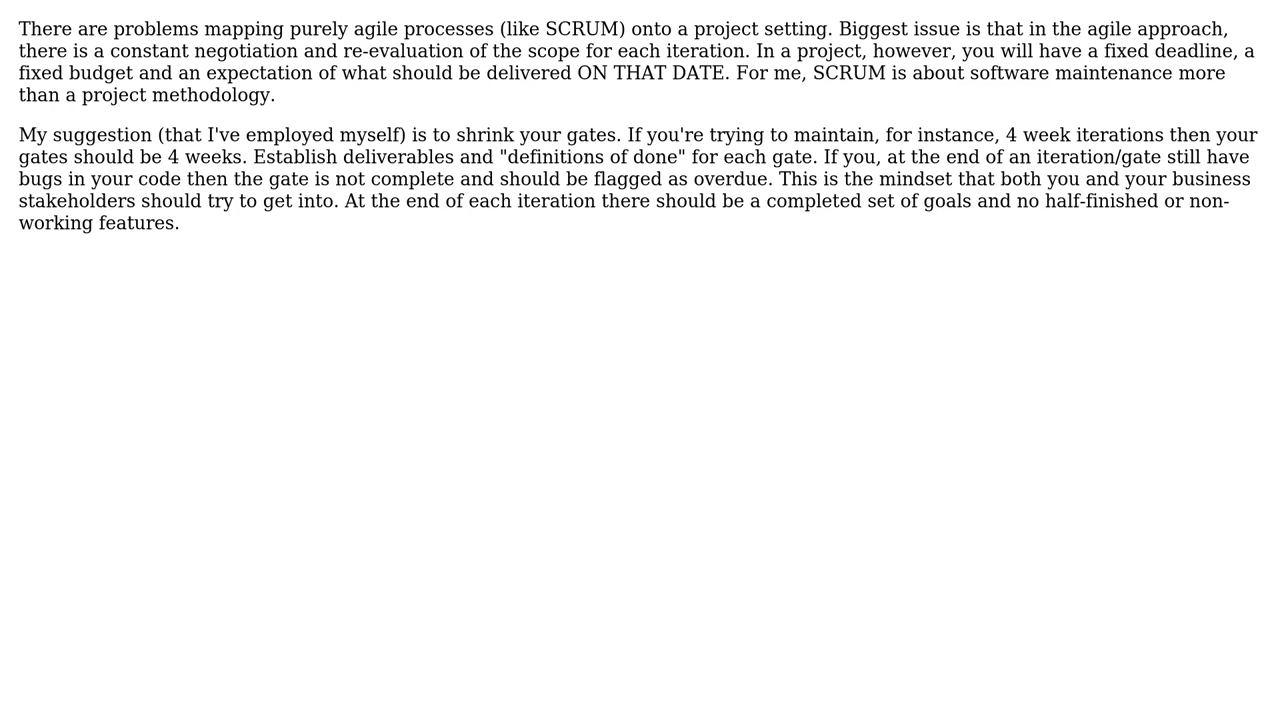 There are problems mapping purely agile processes (like SCRUM) onto a project setting. Biggest issue is that in the agile approach,
there is a constant negotiation and re-evaluation of the scope for each iteration. In a project, however, you will have a fixed deadline, a
fixed budget and an expectation of what should be delivered ON THAT DATE. For me, SCRUM is about software maintenance more
than a project methodology.
My suggestion (that I've employed myself) is to shrink your gates. If you're trying to maintain, for instance, 4 week iterations then your
gates should be 4 weeks. Establish deliverables and "definitions of done" for each gate. If you, at the end of an iteration/gate still have
bugs in your code then the gate is not complete and should be flagged as overdue. This is the mindset that both you and your business
stakeholders should try to get into. At the end of each iteration there should be a completed set of goals and no half-finished or non-
working features.